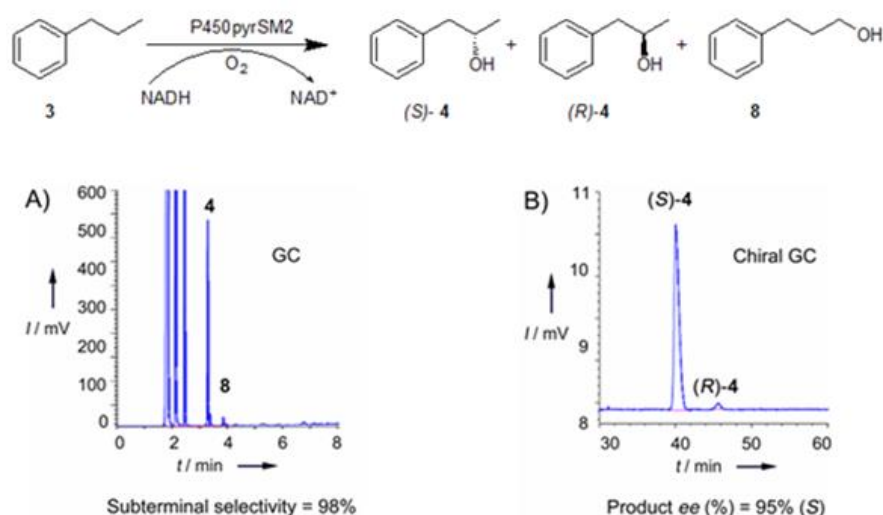 P450pyrSM2
O2
NADH
NAD+
OH
OH
OH
3
(S)- 4
+
(R)-4
+
8
A)
B)
600
500
400
300
200
100
0
I / mV
4
8
GC
0 2 4 6 8
t / min
Subterminal selectivity = 98%
11
10
9
8
I / mV
(S)-4
(R)-4
Chiral GC
30 40 50 60
t / min
Product ee (%) = 95% (S)